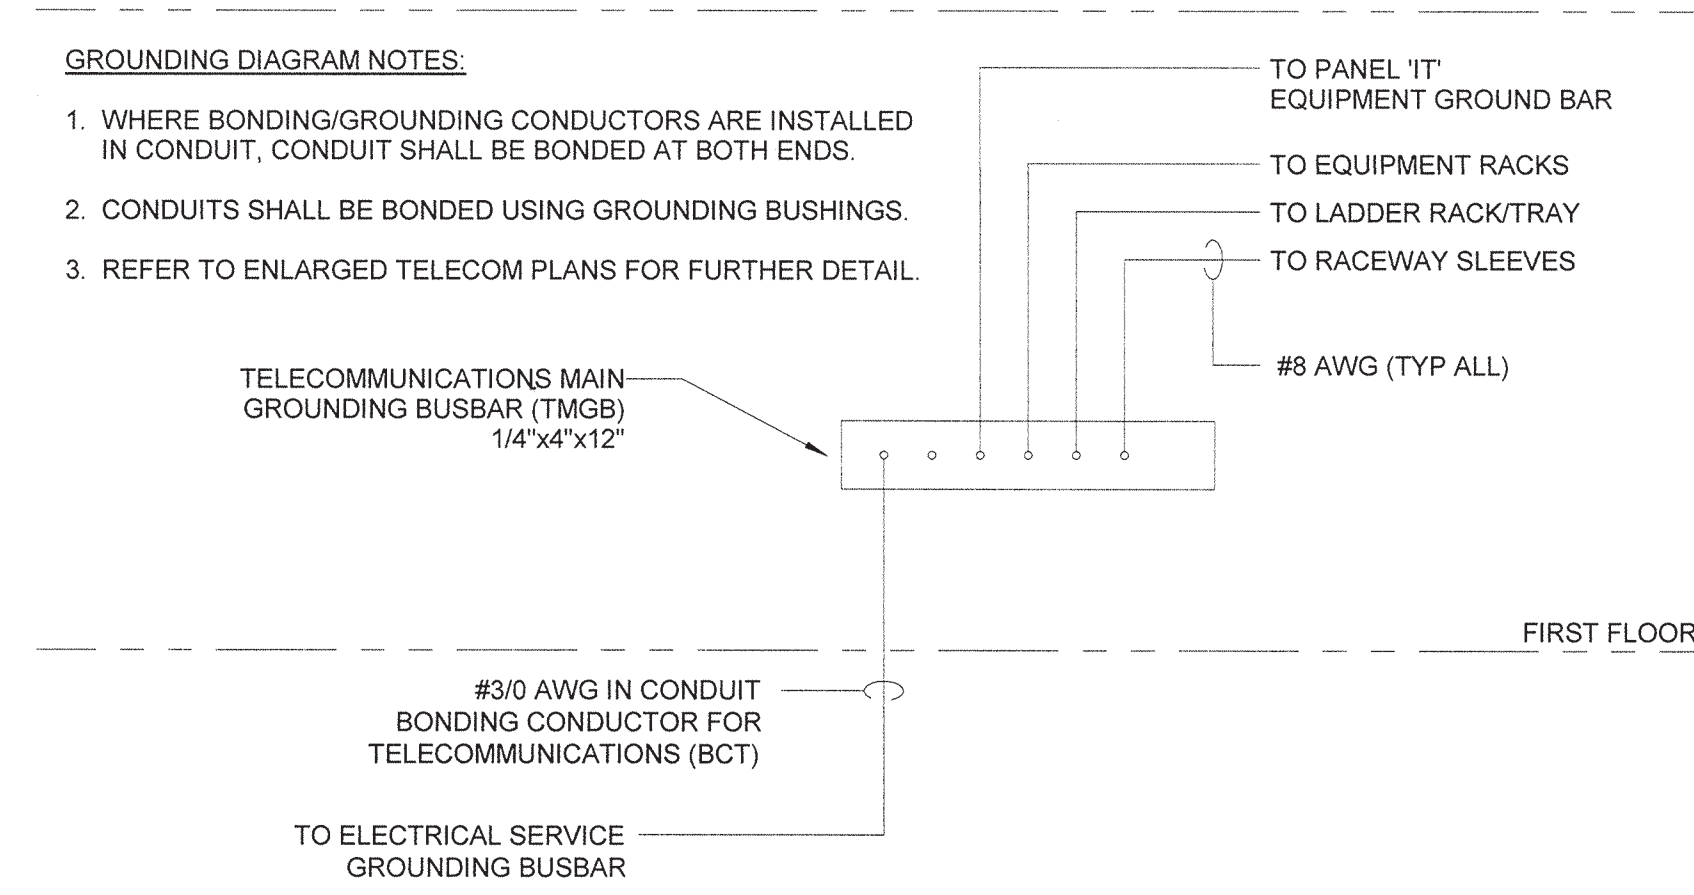 GROUNDING DIAGRAM NOTES:
1. WHERE BONDING/GROUNDING CONDUCTORS ARE INSTALLED
IN CONDUIT, CONDUIT SHALL BE BONDED AT BOTH ENDS.
2. CONDUITS SHALL BE BONDED USING GROUNDING BUSHINGS.
3. REFER TO ENLARGED TELECOM PLANS FOR FURTHER DETAIL.
TO PANEL 'IT'
EQUIPMENT GROUND BAR
TO EQUIPMENT RACKS
TO LADDER RACK/TRAY
TO RACEWAY SLEEVES
#8 AWG (TYP ALL)
TELECOMMUNICATIONS MAIN
GROUNDING BUSBAR (TMGB)
1/4"x4"x12"
FIRST FLOOR
#3/0 AWG IN CONDUIT
BONDING CONDUCTOR FOR
TELECOMMUNICATIONS (BCT)
TO ELECTRICAL SERVICE
GROUNDING BUSBAR